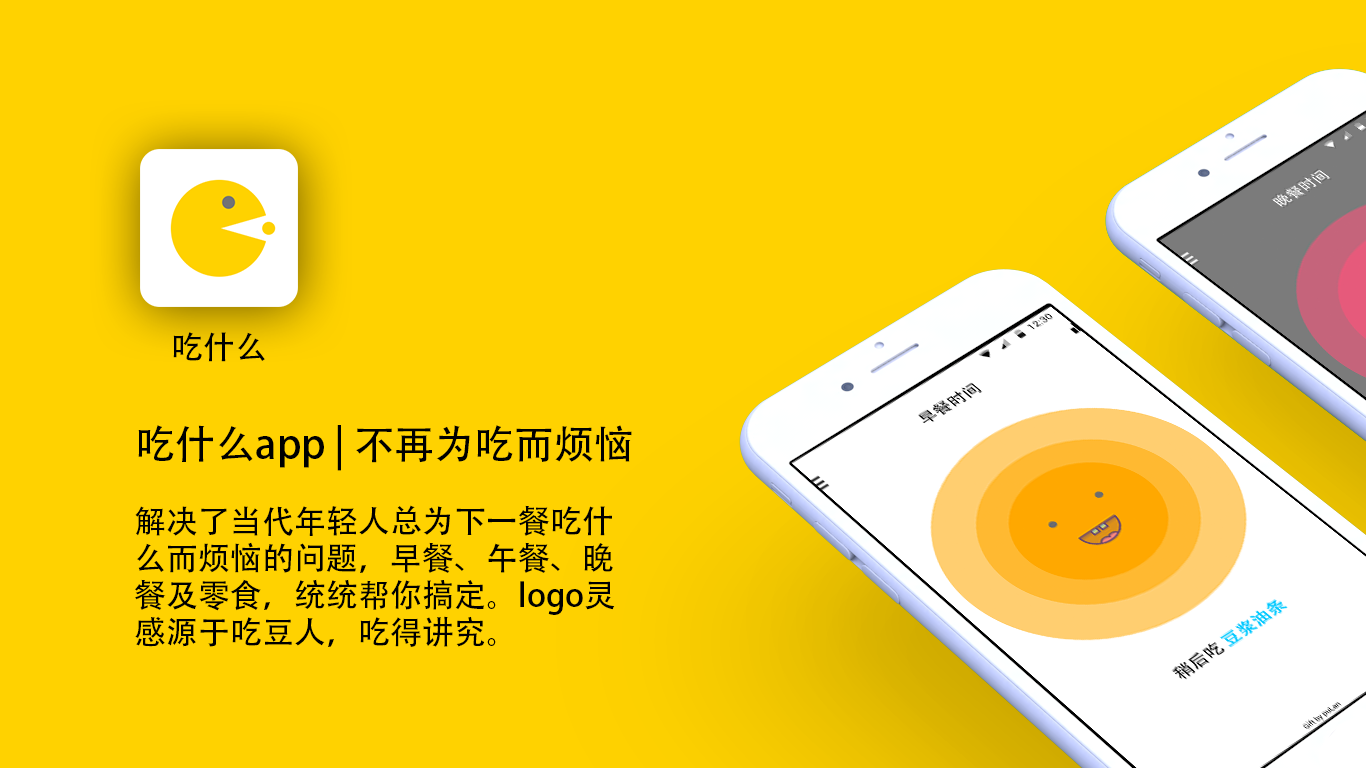 吃什么
吃什么app | 不再为吃而烦恼
解决了当代年轻人总为下一餐吃什
么而烦恼的问题，早餐、午餐、晚
餐及零食，统统帮你搞定。logo灵
感源于吃豆人，吃得讲究。
晚餐时间
12:30
早餐时间
稍后吃 豆浆油条
Gift by puLan